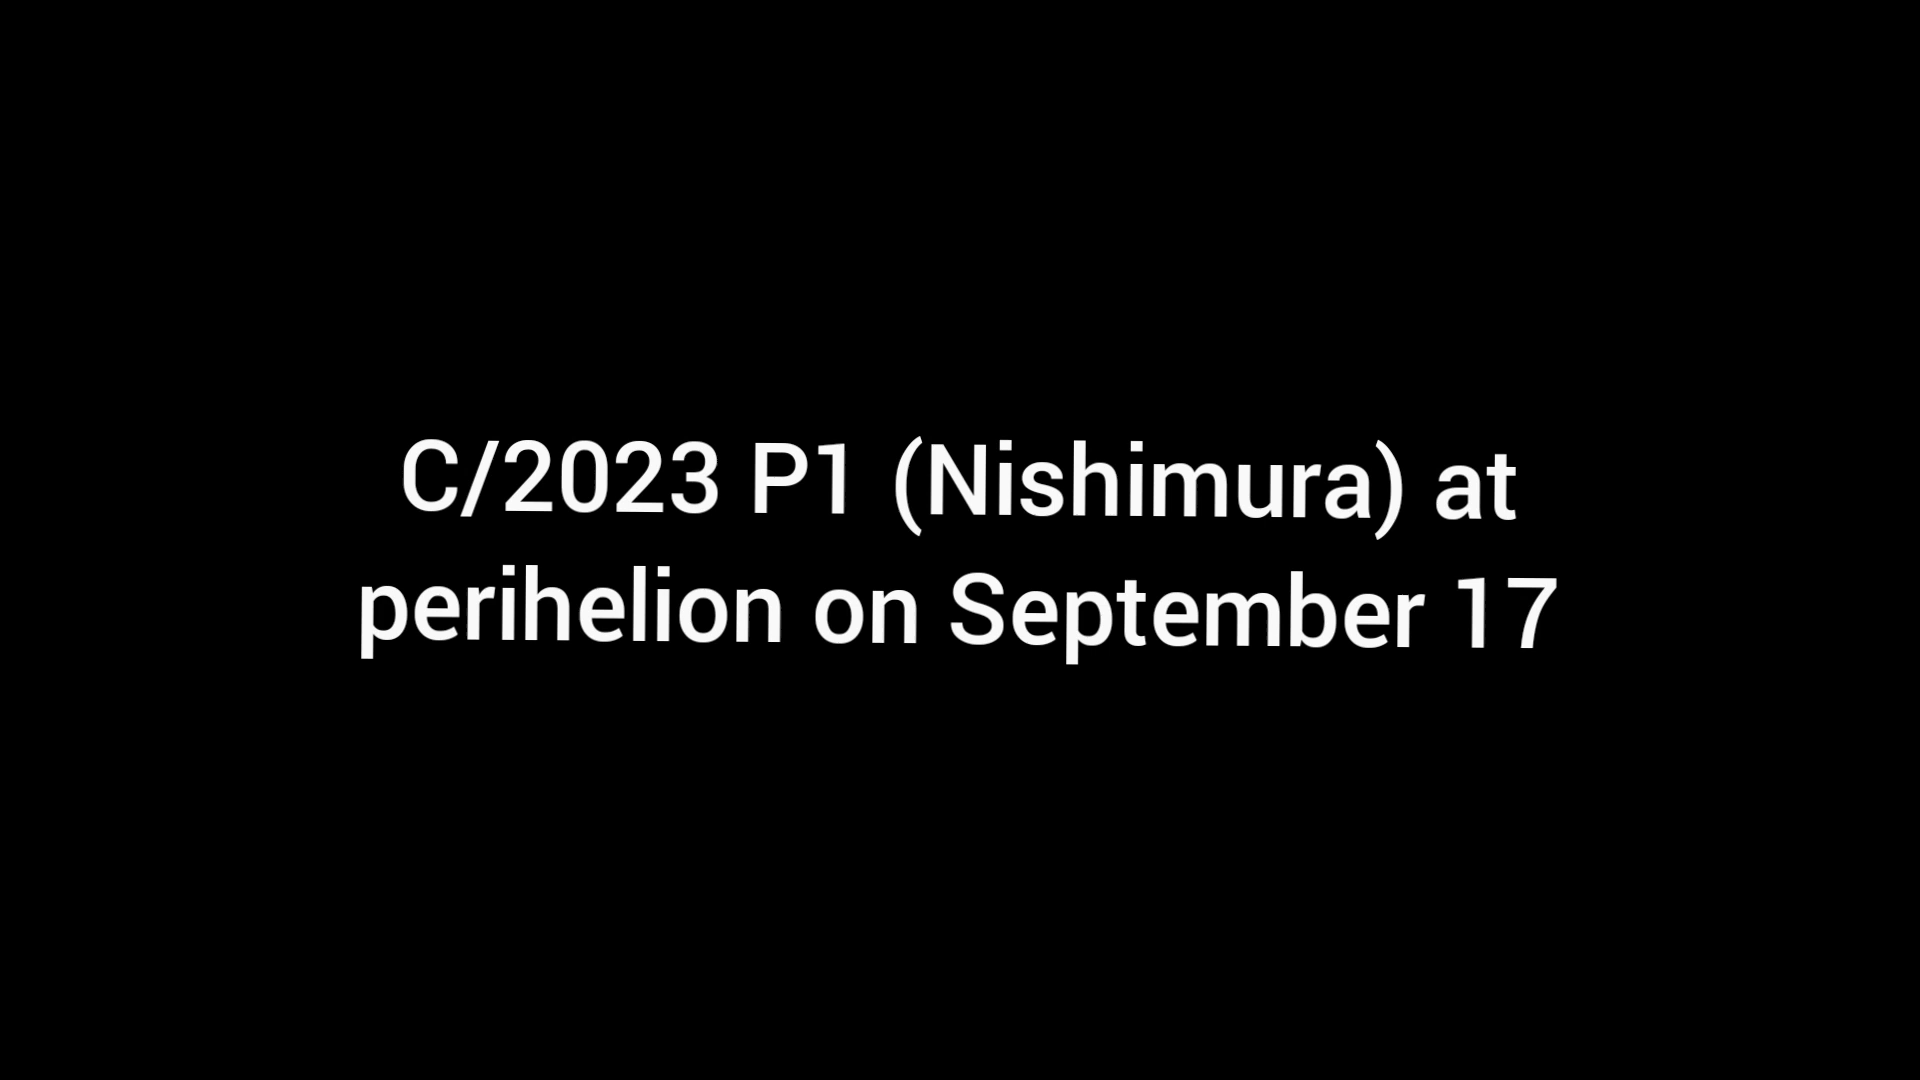 C/2023 P1 (Nishimura) at
perihelion on September 17